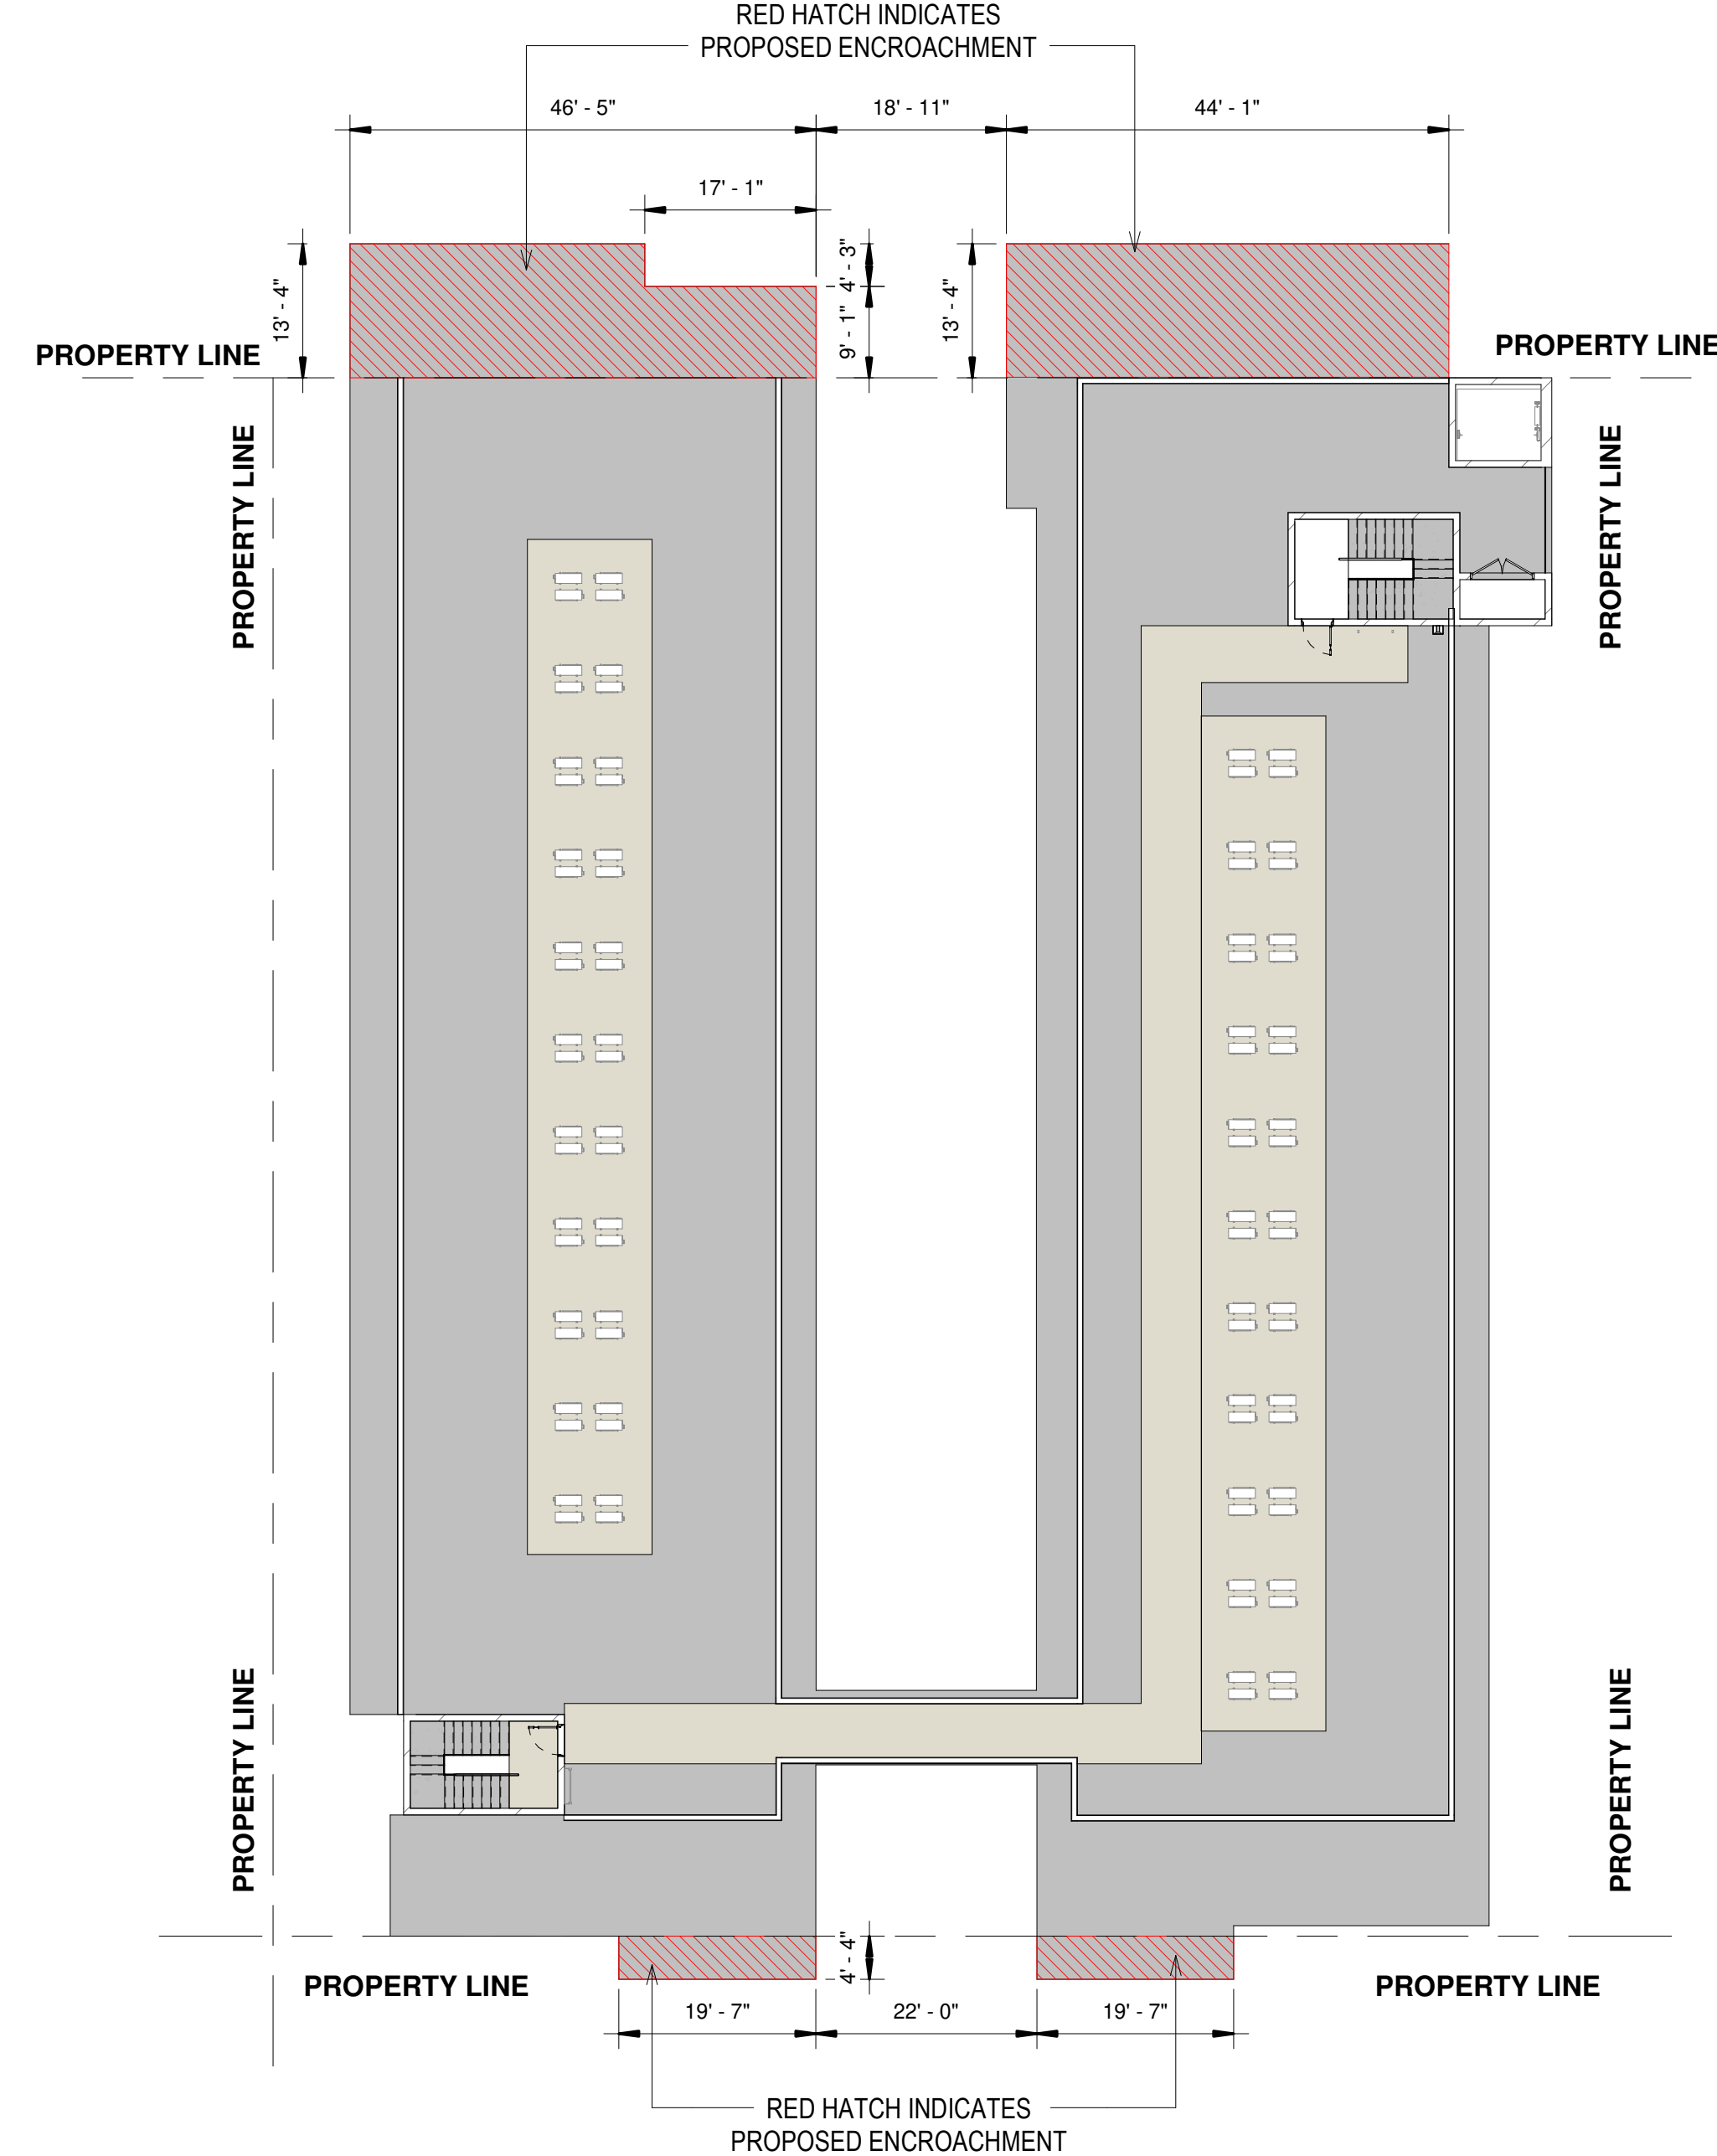 RED HATCH INDICATES
PROPOSED ENCROACHMENT
46' - 5"
18' - 11"
44' - 1"
17' - 1"
13' - 4"
4' - 3"
9' - 1"
13' - 4"
PROPERTY LINE
PROPERTY LINE
PROPERTY LINE
PROPERTY LINE
PROPERTY LINE
PROPERTY LINE
4' - 4"
PROPERTY LINE
PROPERTY LINE
19' - 7"
22' - 0"
19' - 7"
RED HATCH INDICATES
PROPOSED ENCROACHMENT